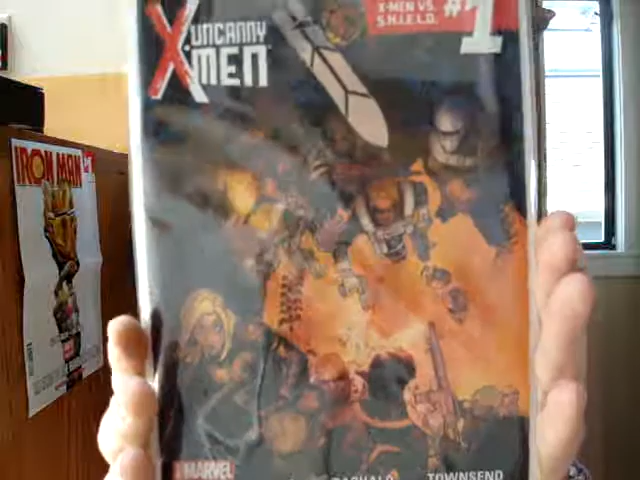 UNCANNY
X-MEN
X-MEN VS.
S.H.I.E.L.D.
#1
IRON MAN
MARVEL
TOWNSEND